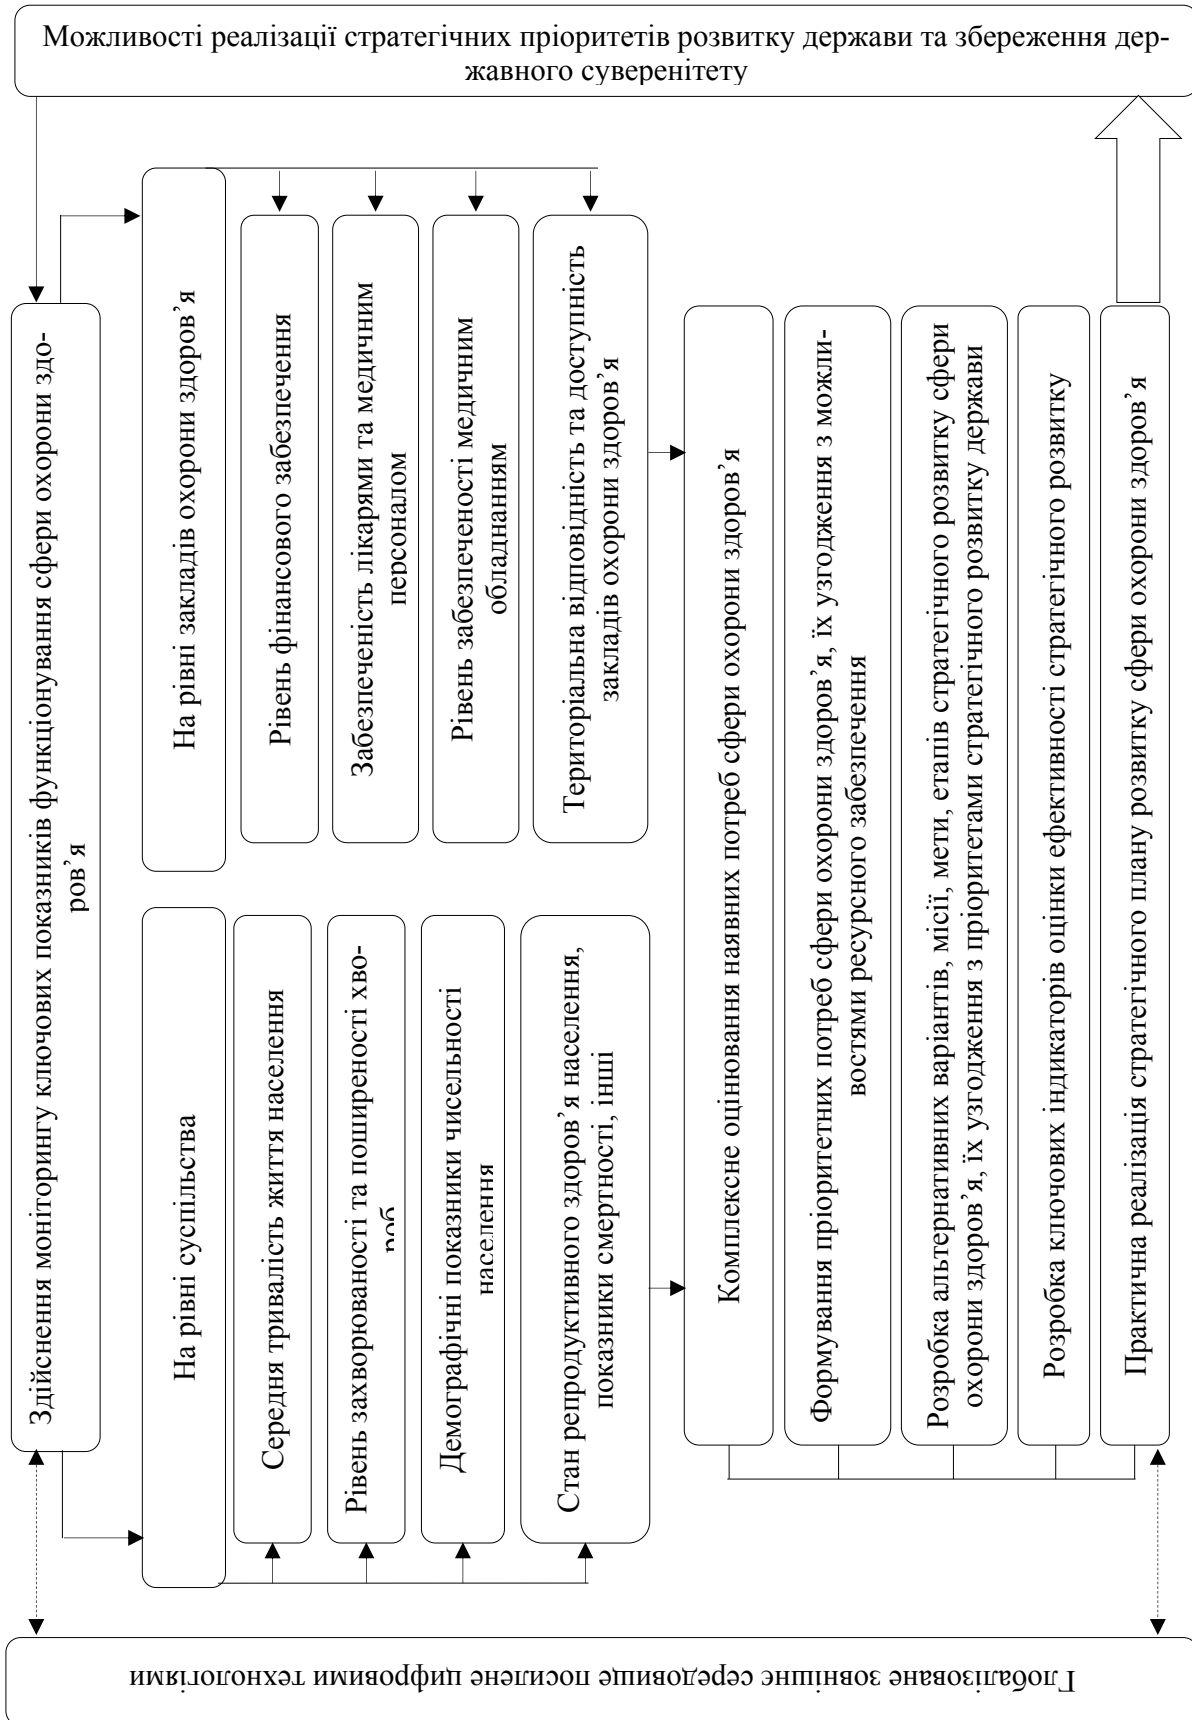 Можливості реалізації стратегічних пріоритетів розвитку держави та збереження дер-
жавного суверенітету
Здійснення моніторингу ключових показників функціонування сфери охорони здо-
ров’я
На рівні суспільства
Середня тривалість життя населення
Рівень захворюваності та поширеності хво-
роб
Демографічні показники чисельності
населення
Стан репродуктивного здоров’я населення,
показники смертності, інші
На рівні закладів охорони здоров’я
Рівень фінансового забезпечення
Забезпеченість лікарями та медичним
персоналом
Рівень забезпеченості медичним
обладнанням
Територіальна відповідність та доступність
закладів охорони здоров’я
Комплексне оцінювання наявних потреб сфери охорони здоров’я
Формування пріоритетних потреб сфери охорони здоров’я, їх узгодження з можли-
востями ресурсного забезпечення
Розробка альтернативних варіантів, місії, мети, етапів стратегічного розвитку сфери
охорони здоров’я, їх узгодження з пріоритетами стратегічного розвитку держави
Розробка ключових індикаторів оцінки ефективності стратегічного розвитку
Практична реалізація стратегічного плану розвитку сфери охорони здоров’я
Глобалізоване зовнішнє середовище посилене цифровими технологіями